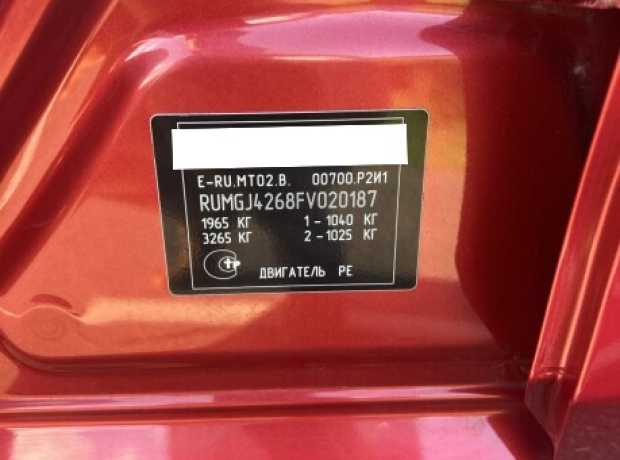 E-RU.MT02.B. 00700.P2И1
RUMGJ4268FV020187
1965 КГ 1 - 1040 КГ
3265 КГ 2 - 1025 КГ
ДВИГАТЕЛЬ PE